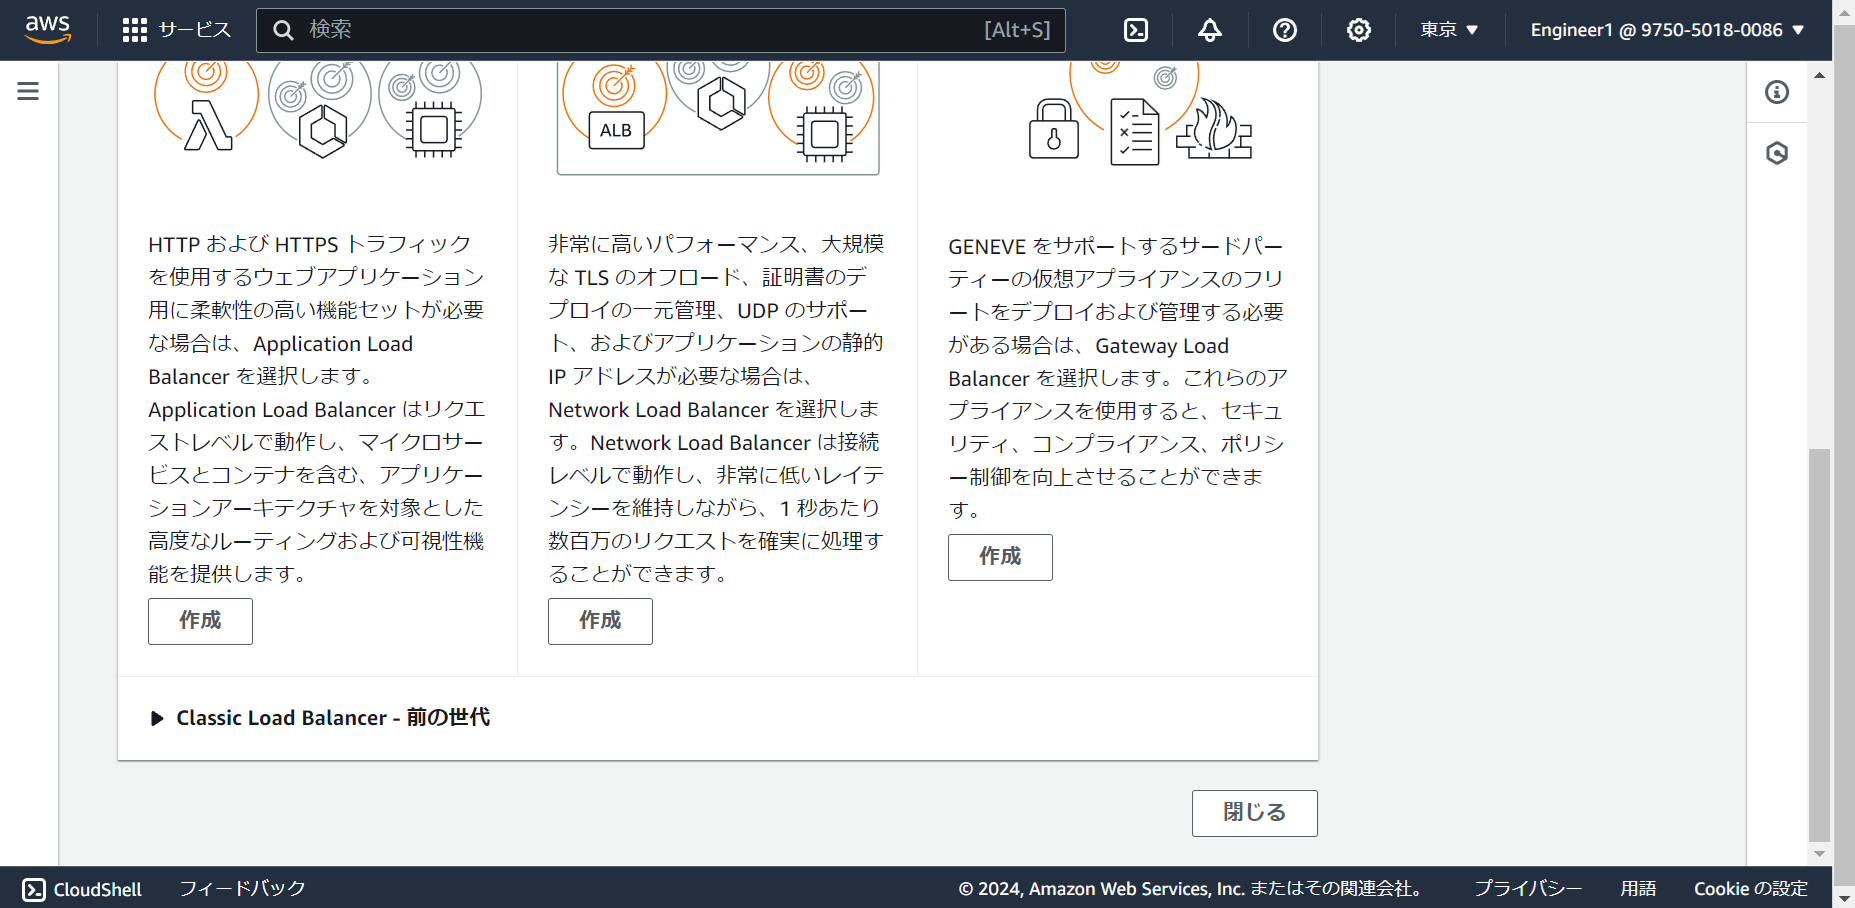 aws サービス 検索 [Alt+S] 東京 Engineer1 @ 9750-5018-0086
ALB
HTTP および HTTPS トラフィック
を使用するウェブアプリケーション
用に柔軟性の高い機能セットが必要
な場合は、Application Load
Balancer を選択します。
Application Load Balancer はリクエ
ストレベルで動作し、マイクロサー
ビスとコンテナを含む、アプリケー
ションアーキテクチャを対象とした
高度なルーティングおよび可視性機
能を提供します。
作成
非常に高いパフォーマンス、大規模
な TLS のオフロード、証明書のデ
プロイの一元管理、UDP のサポー
ト、およびアプリケーションの静的
IP アドレスが必要な場合は、
Network Load Balancer を選択しま
す。Network Load Balancer は接続
レベルで動作し、非常に低いレイテ
ンシーを維持しながら、1 秒あたり
数百万のリクエストを確実に処理す
ることができます。
作成
GENEVE をサポートするサードパー
ティーの仮想アプライアンスのフリ
ートをデプロイおよび管理する必要
がある場合は、Gateway Load
Balancer を選択します。これらのア
プライアンスを使用すると、セキュ
リティ、コンプライアンス、ポリシ
ー制御を向上させることができま
す。
作成
Classic Load Balancer - 前の世代
閉じる
CloudShell フィードバック © 2024, Amazon Web Services, Inc. またはその関連会社。 プライバシー 用語 Cookie の設定